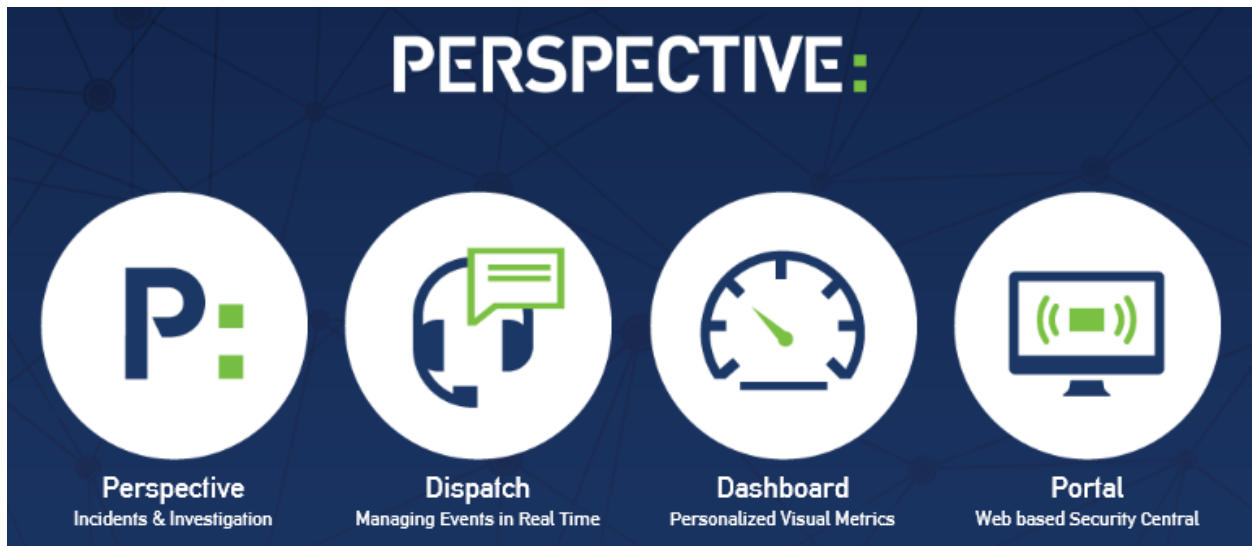 PERSPECTIVE:
P:
Perspective
Incidents & Investigation
Dispatch
Managing Events in Real Time
Dashboard
Personalized Visual Metrics
Portal
Web based Security Central